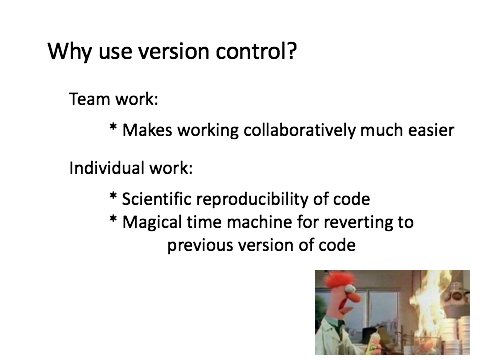 Why use version control?
Team work:
* Makes working collaboratively much easier
Individual work:
* Scientific reproducibility of code
* Magical time machine for reverting to
previous version of code